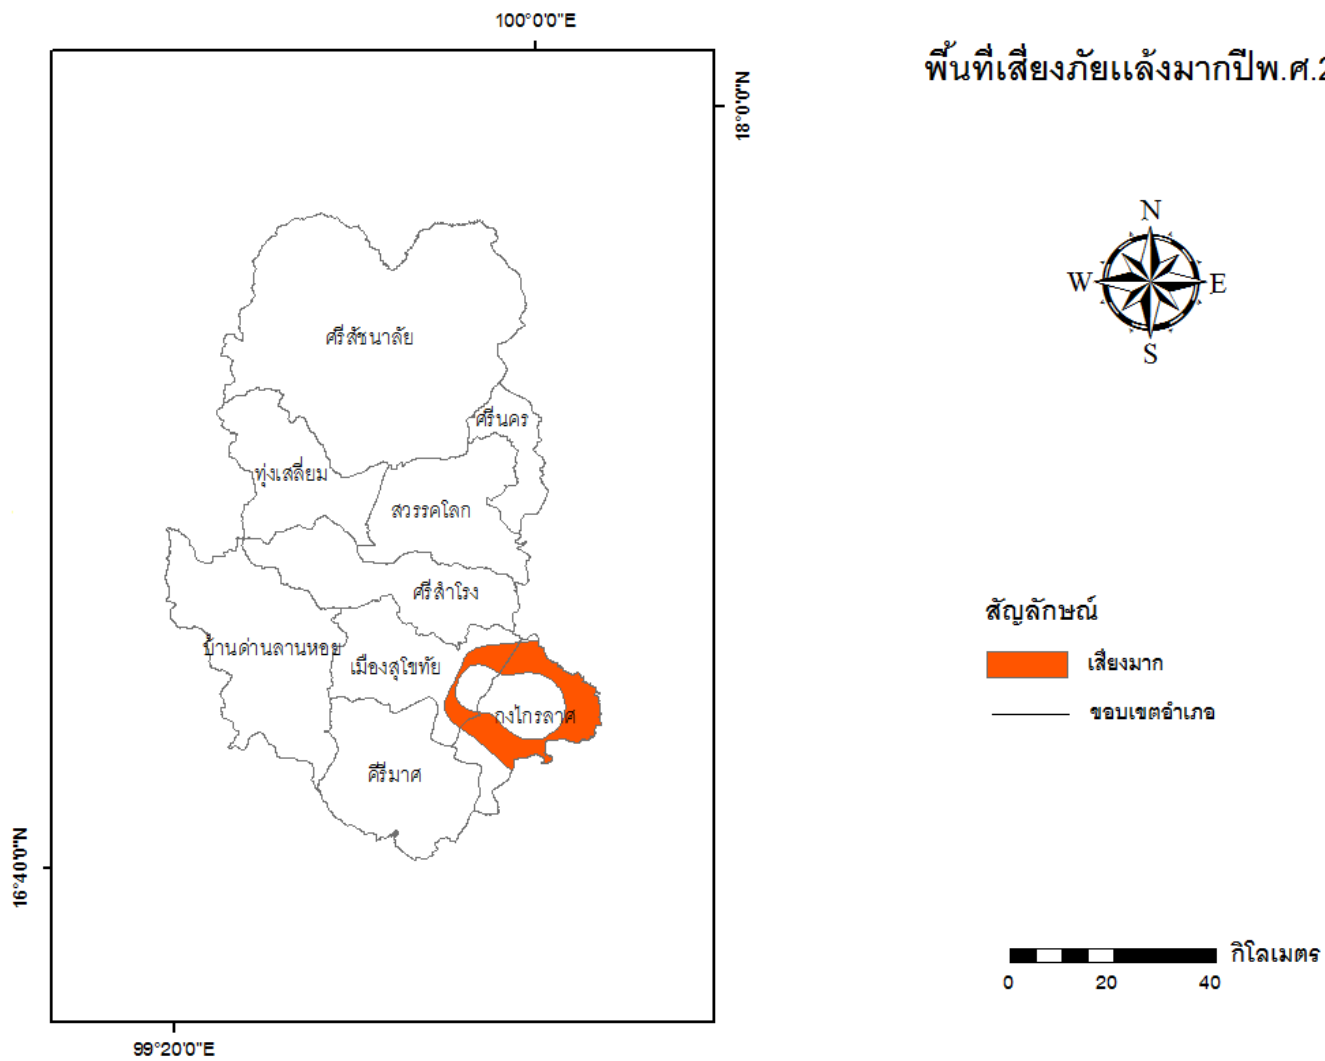 100°0'0"E
พื้นที่เสี่ยงภัยแล้งมากปีพ.ศ.2
18°0'0"N
N
W
E
S
ศรีสัชนาลัย
ศรีนคร
ทุ่งเสลี่ยม
สวรรคโลก
ศรีสำโรง
บ้านด่านลานหอย
เมืองสุโขทัย
กงไกรลาศ
คีรีมาศ
สัญลักษณ์
เสี่ยงมาก
ขอบเขตอำเภอ
16°40'0"N
กิโลเมตร
0 20 40
99°20'0"E